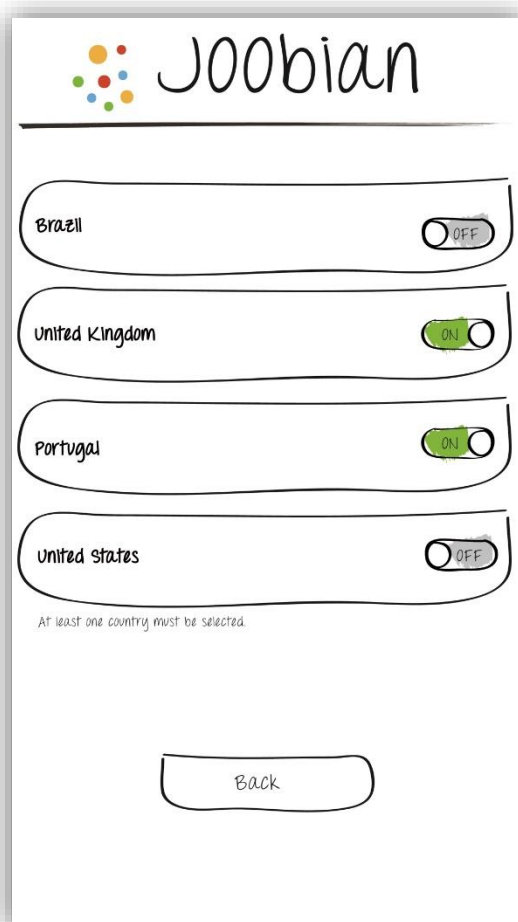 Joobian
Brazil
OFF
United Kingdom
ON
Portugal
ON
United States
OFF
At least one country must be selected.
Back